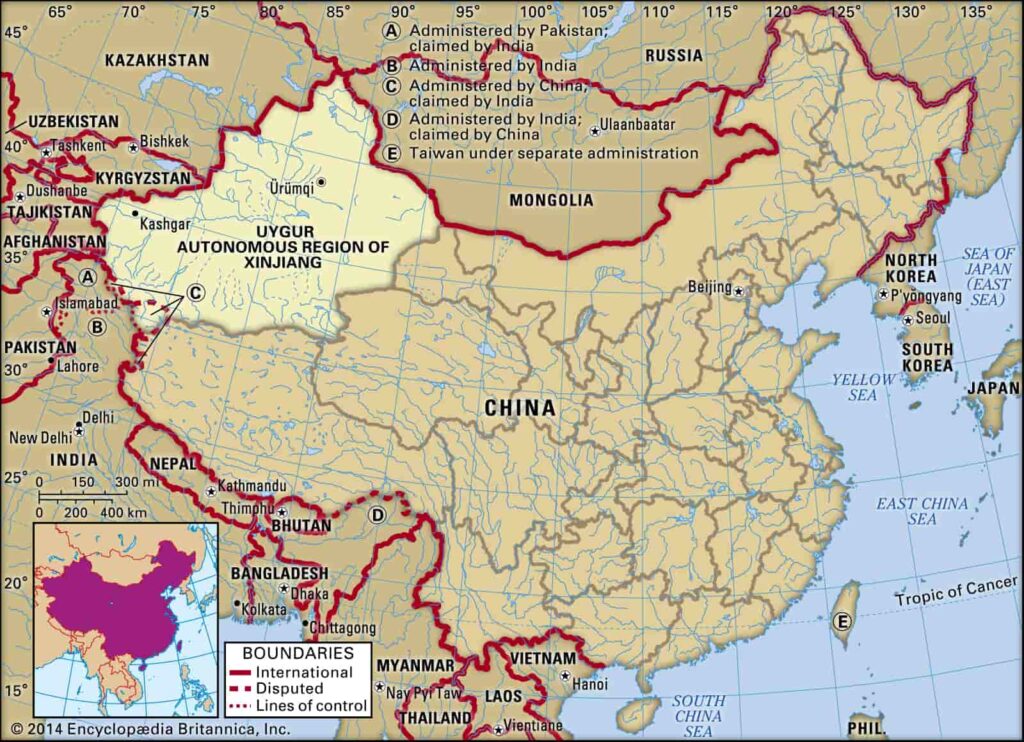 80° 85° 90° 95° 100° 105° 110° 115° 120° 125° 130° 135°
45°
75°
70°
65°
40°
35°
30°
25°
20°
15°
A Administered by Pakistan;
claimed by India
B Administered by India
C Administered by China;
claimed by India
D Administered by India;
claimed by China
E Taiwan under separate administration
KAZAKHSTAN
RUSSIA
UZBEKISTAN
Tashkent
Bishkek
Ulaanbaatar
KYRGYZSTAN
Dushanbe
TAJIKISTAN
Ürümqi
MONGOLIA
Kashgar
AFGHANISTAN
UYGUR
AUTONOMOUS REGION OF
XINJIANG
A
C
Islamabad
B
PAKISTAN
Lahore
Beijing
NORTH
KOREA
P'yongyang
Seoul
SOUTH
KOREA
SEA OF
JAPAN
(EAST
SEA)
JAPAN
YELLOW
SEA
CHINA
Delhi
New Delhi
INDIA
NEPAL
Kathmandu
Thimphu
BHUTAN
D
0 150 300 mi
0 200 400 km
EAST CHINA
SEA
BANGLADESH
Dhaka
Kolkata
Chittagong
Tropic of Cancer
E
MYANMAR
Nay Pyi Taw
VIETNAM
Hanoi
LAOS
THAILAND
Vientiane
SOUTH
CHINA
SEA
PHIL.
BOUNDARIES
International
Disputed
Lines of control
© 2014 Encyclopædia Britannica, Inc.